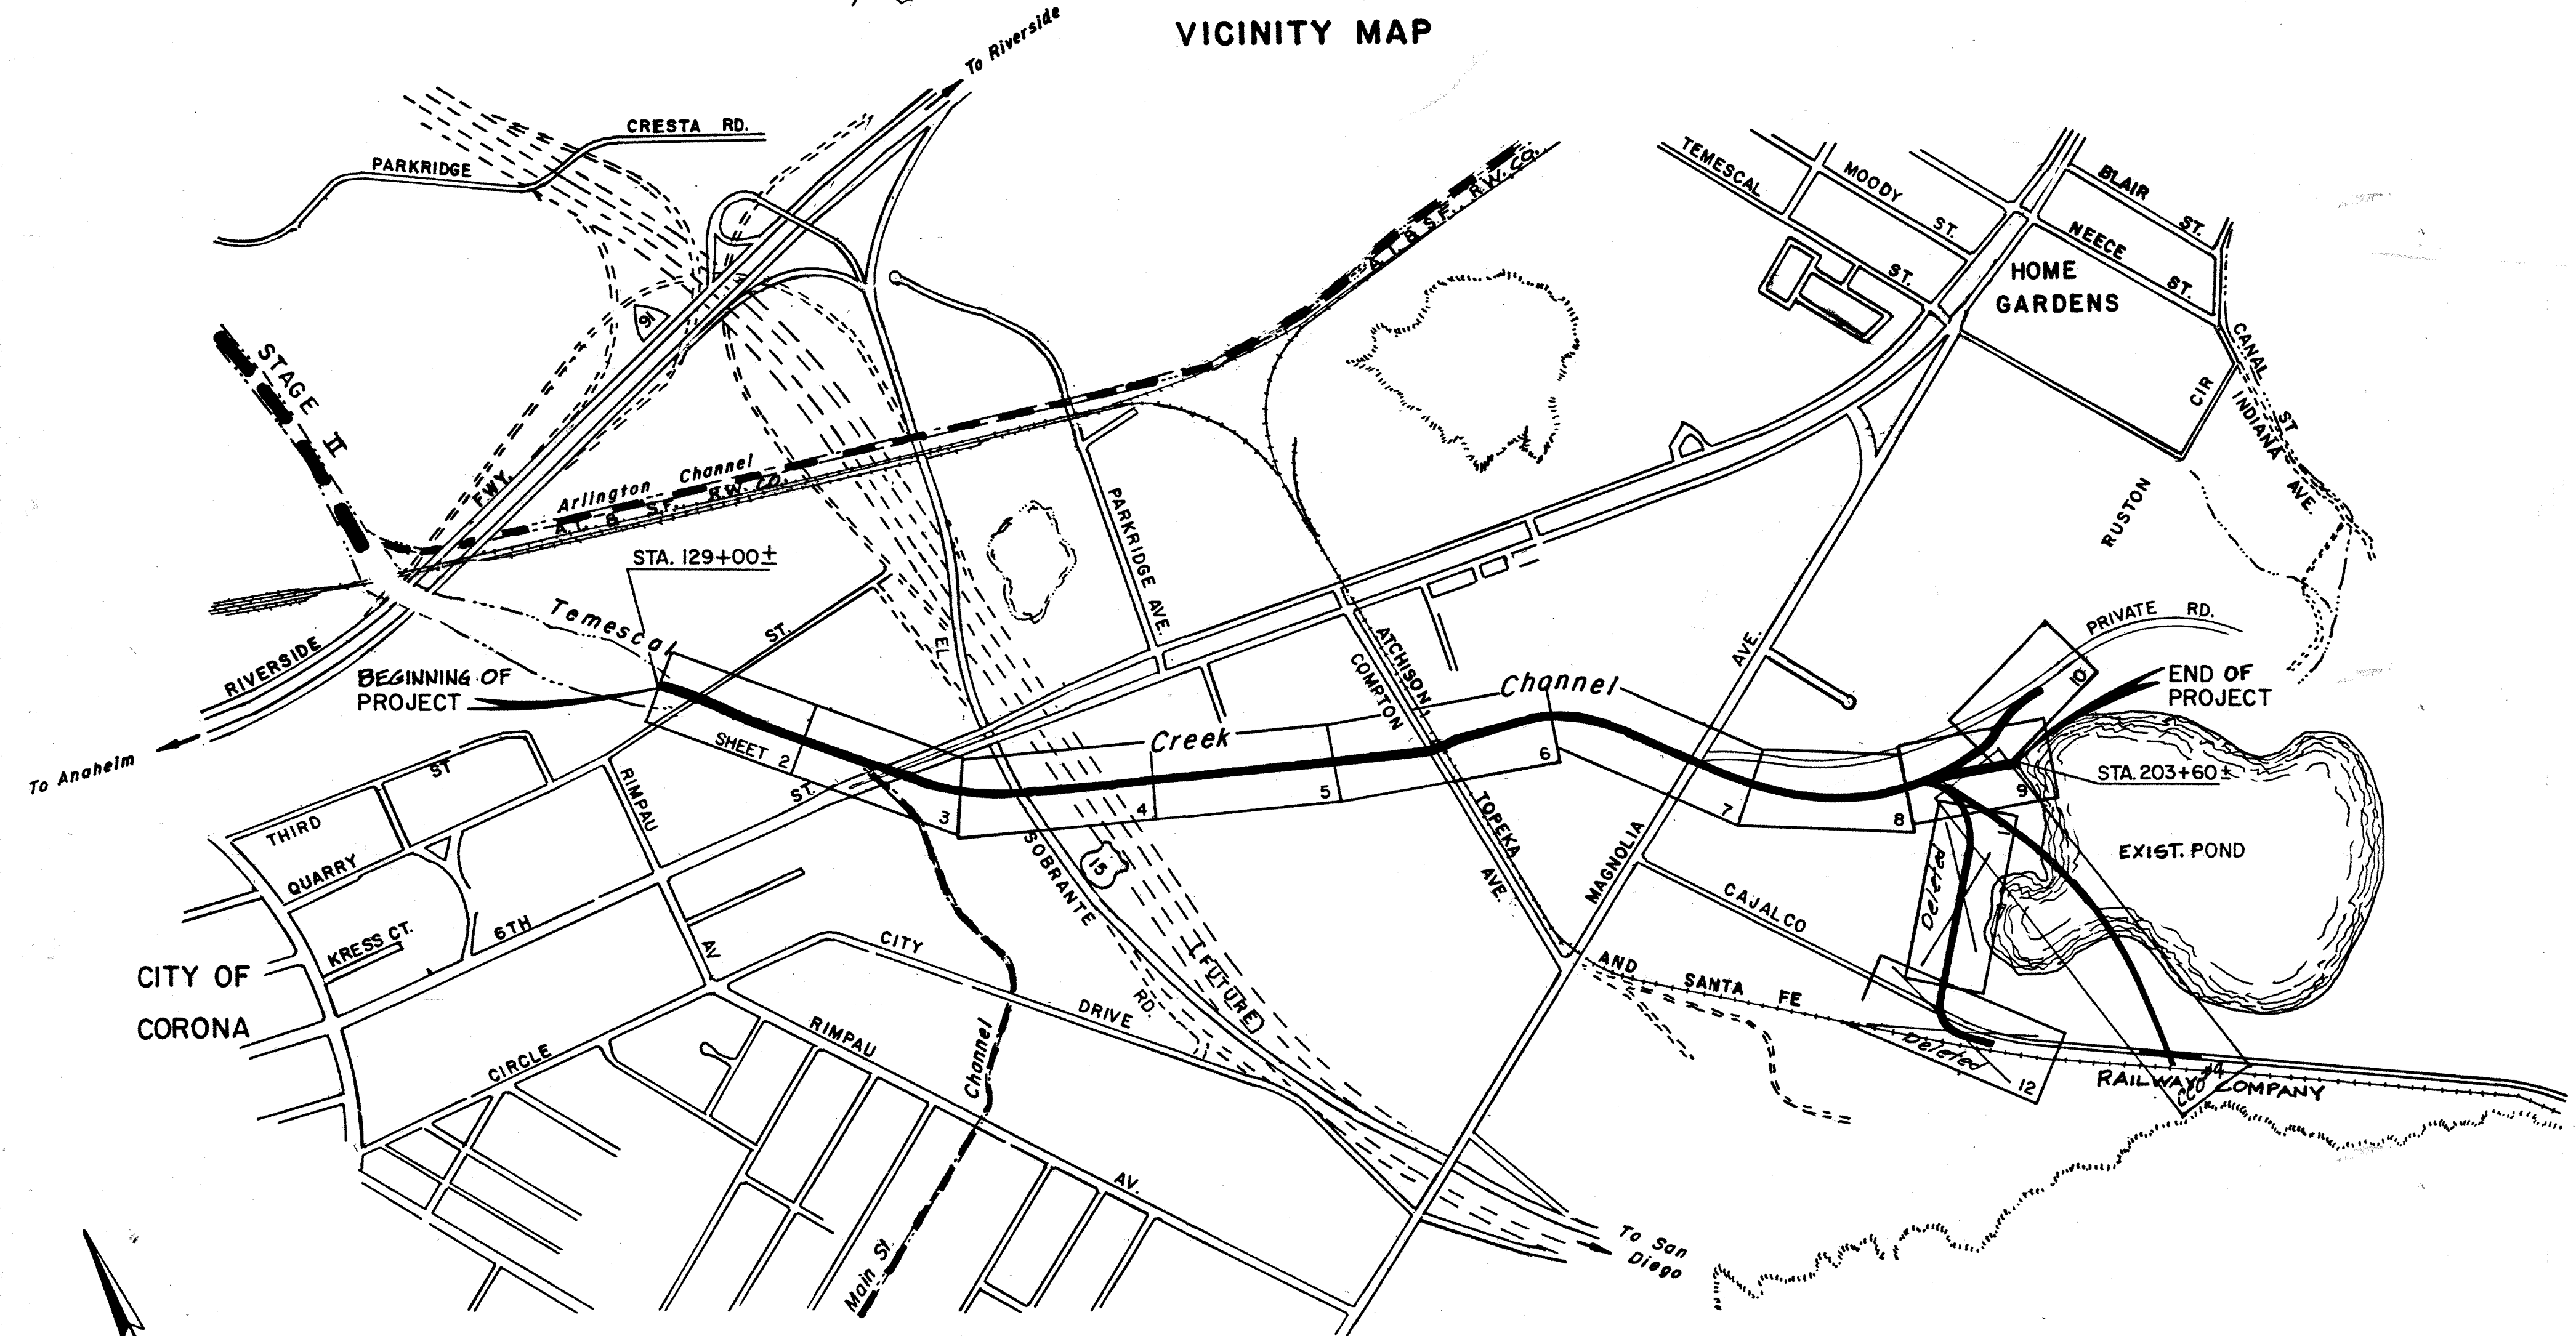 VICINITY MAP
To Riverside
CRESTA RD.
PARKRIDGE
A.T. & S.F. RW. CO.
TEMESCAL ST.
MOODY ST.
BLAIR ST.
NEECE ST.
HOME
GARDENS
CANAL ST
INDIANA AVE.
CIR
RUSTON
91
STAGE II
FWY.
RIVERSIDE
Arlington Channel
A.T. & S.F. RW. CO.
STA. 129+00±
Temescal
ST.
EL
PARKRIDGE AVE.
ATCHISON,
COMPTON
AVE.
PRIVATE RD.
BEGINNING OF
PROJECT
END OF
PROJECT
Channel
Creek
To Anaheim
SHEET 2
3
4
5
6
7
8
9
10
11
STA. 203+60±
EXIST. POND
THIRD ST
QUARRY
ST.
RIMPAU
AV
KRESS CT.
6TH
SOBRANTE
RD.
15
(FUTURE)
TOPEKA
AVE.
MAGNOLIA
CAJALCO
Deleted
CITY OF
CORONA
CITY
DRIVE
AND SANTA FE
RAILWAY COMPANY
Deleted
12
CCO #9
CIRCLE
RIMPAU
AV.
Channel
Main St.
To San
Diego